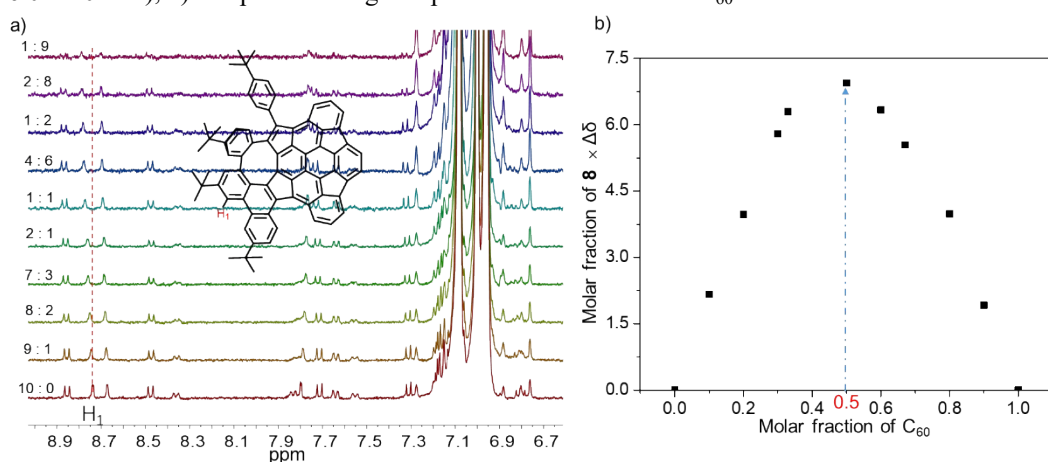 a)
1 : 9
2 : 8
1 : 2
4 : 6
1 : 1
2 : 1
7 : 3
8 : 2
9 : 1
10 : 0
H₁
H₁
8.9 8.7 8.5 8.3 8.1 7.9 7.7 7.5 7.3 7.1 6.9 6.7
ppm
b)
Molar fraction of 8 × Δδ
7.5
6.0
4.5
3.0
1.5
0.0
0.0 0.2 0.4 0.5 0.6 0.8 1.0
Molar fraction of C₆₀